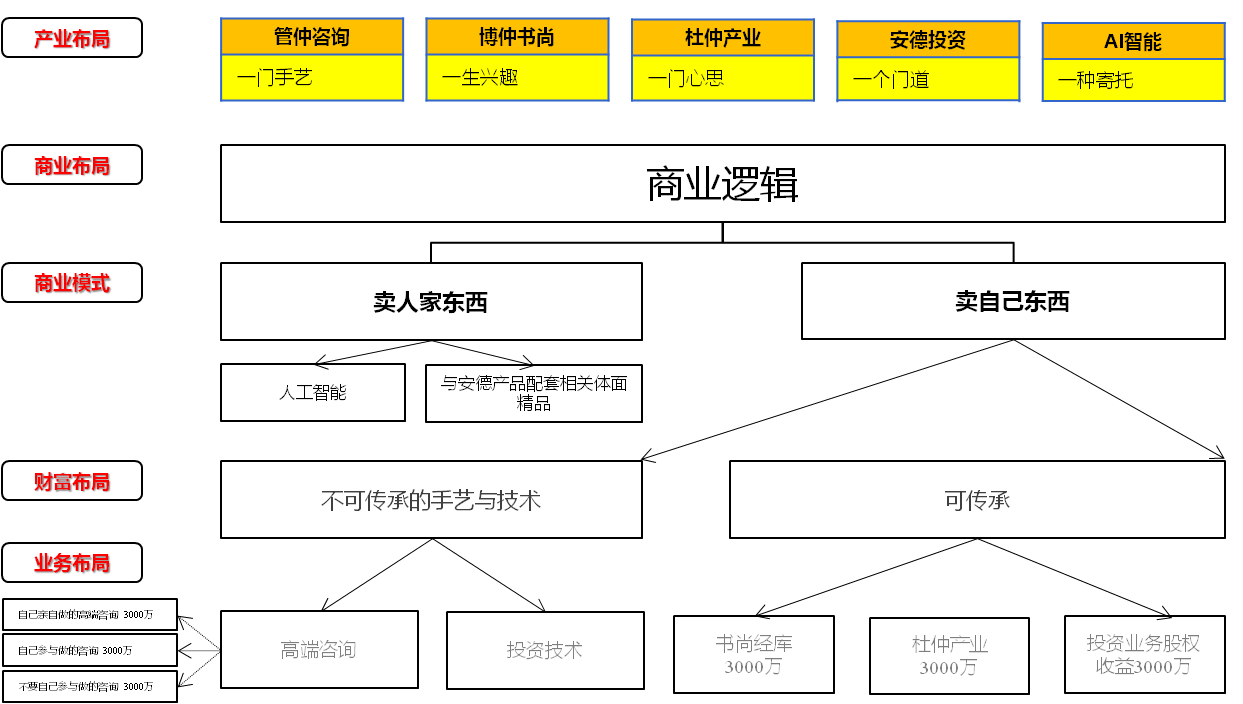 产业布局
管仲咨询
博仲书尚
杜仲产业
安德投资
AI智能
一门手艺
一生兴趣
一门心思
一个门道
一种寄托
商业布局
商业逻辑
商业模式
卖人家东西
卖自己东西
人工智能
与安德产品配套相关体面
精品
财富布局
不可传承的手艺与技术
可传承
业务布局
自己亲自做的高端咨询 3000万
自己参与做的咨询 3000万
不要自己参与做的咨询 3000万
高端咨询
投资技术
书尚经库
3000万
杜仲产业
3000万
投资业务股权
收益3000万